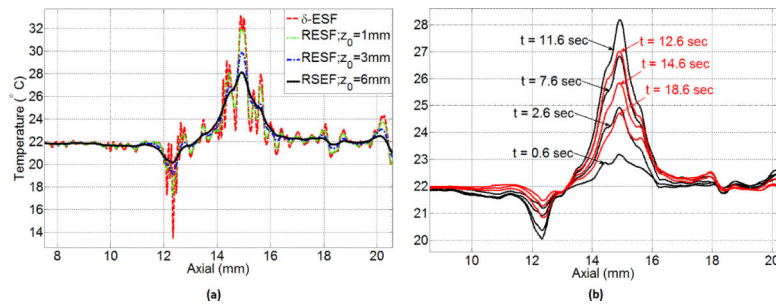 δ-ESF
RESF;z₀=1mm
RESF;z₀=3mm
RSEF;z₀=6mm
Temperature(° C)
32
30
28
26
24
22
20
18
16
14
8
10
12
14
16
18
20
Axial (mm)
(a)
t = 11.6 sec
t = 7.6 sec
t = 2.6 sec
t = 0.6 sec
t = 12.6 sec
t = 14.6 sec
t = 18.6 sec
28
27
26
25
24
23
22
21
20
10
12
14
16
18
20
Axial (mm)
(b)